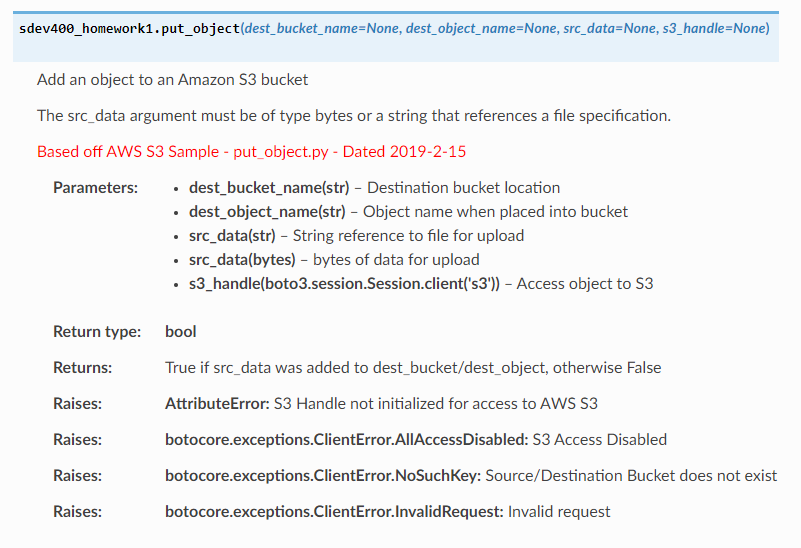 sdev400_homework1.put_object(dest_bucket_name=None, dest_object_name=None, src_data=None, s3_handle=None)
Add an object to an Amazon S3 bucket
The src_data argument must be of type bytes or a string that references a file specification.
Based off AWS S3 Sample - put_object.py - Dated 2019-2-15
Parameters:
• dest_bucket_name(str) – Destination bucket location
• dest_object_name(str) – Object name when placed into bucket
• src_data(str) – String reference to file for upload
• src_data(bytes) – bytes of data for upload
• s3_handle(boto3.session.Session.client('s3')) – Access object to S3
Return type: bool
Returns: True if src_data was added to dest_bucket/dest_object, otherwise False
Raises: AttributeError: S3 Handle not initialized for access to AWS S3
Raises: botocore.exceptions.ClientError.AllAccessDisabled: S3 Access Disabled
Raises: botocore.exceptions.ClientError.NoSuchKey: Source/Destination Bucket does not exist
Raises: botocore.exceptions.ClientError.InvalidRequest: Invalid request